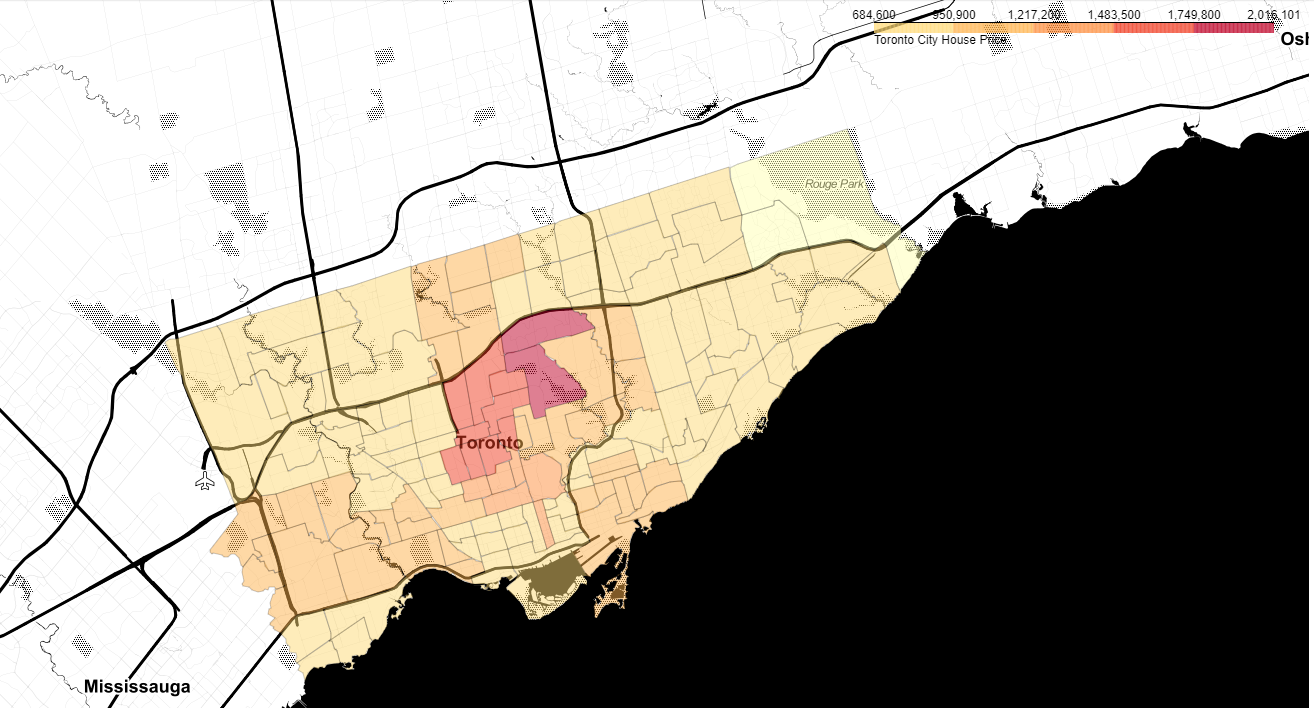 684,600 950,900 1,217,200 1,483,500 1,749,800 2,016,101
Toronto City House Price
Osh
Rouge Park
Toronto
Mississauga